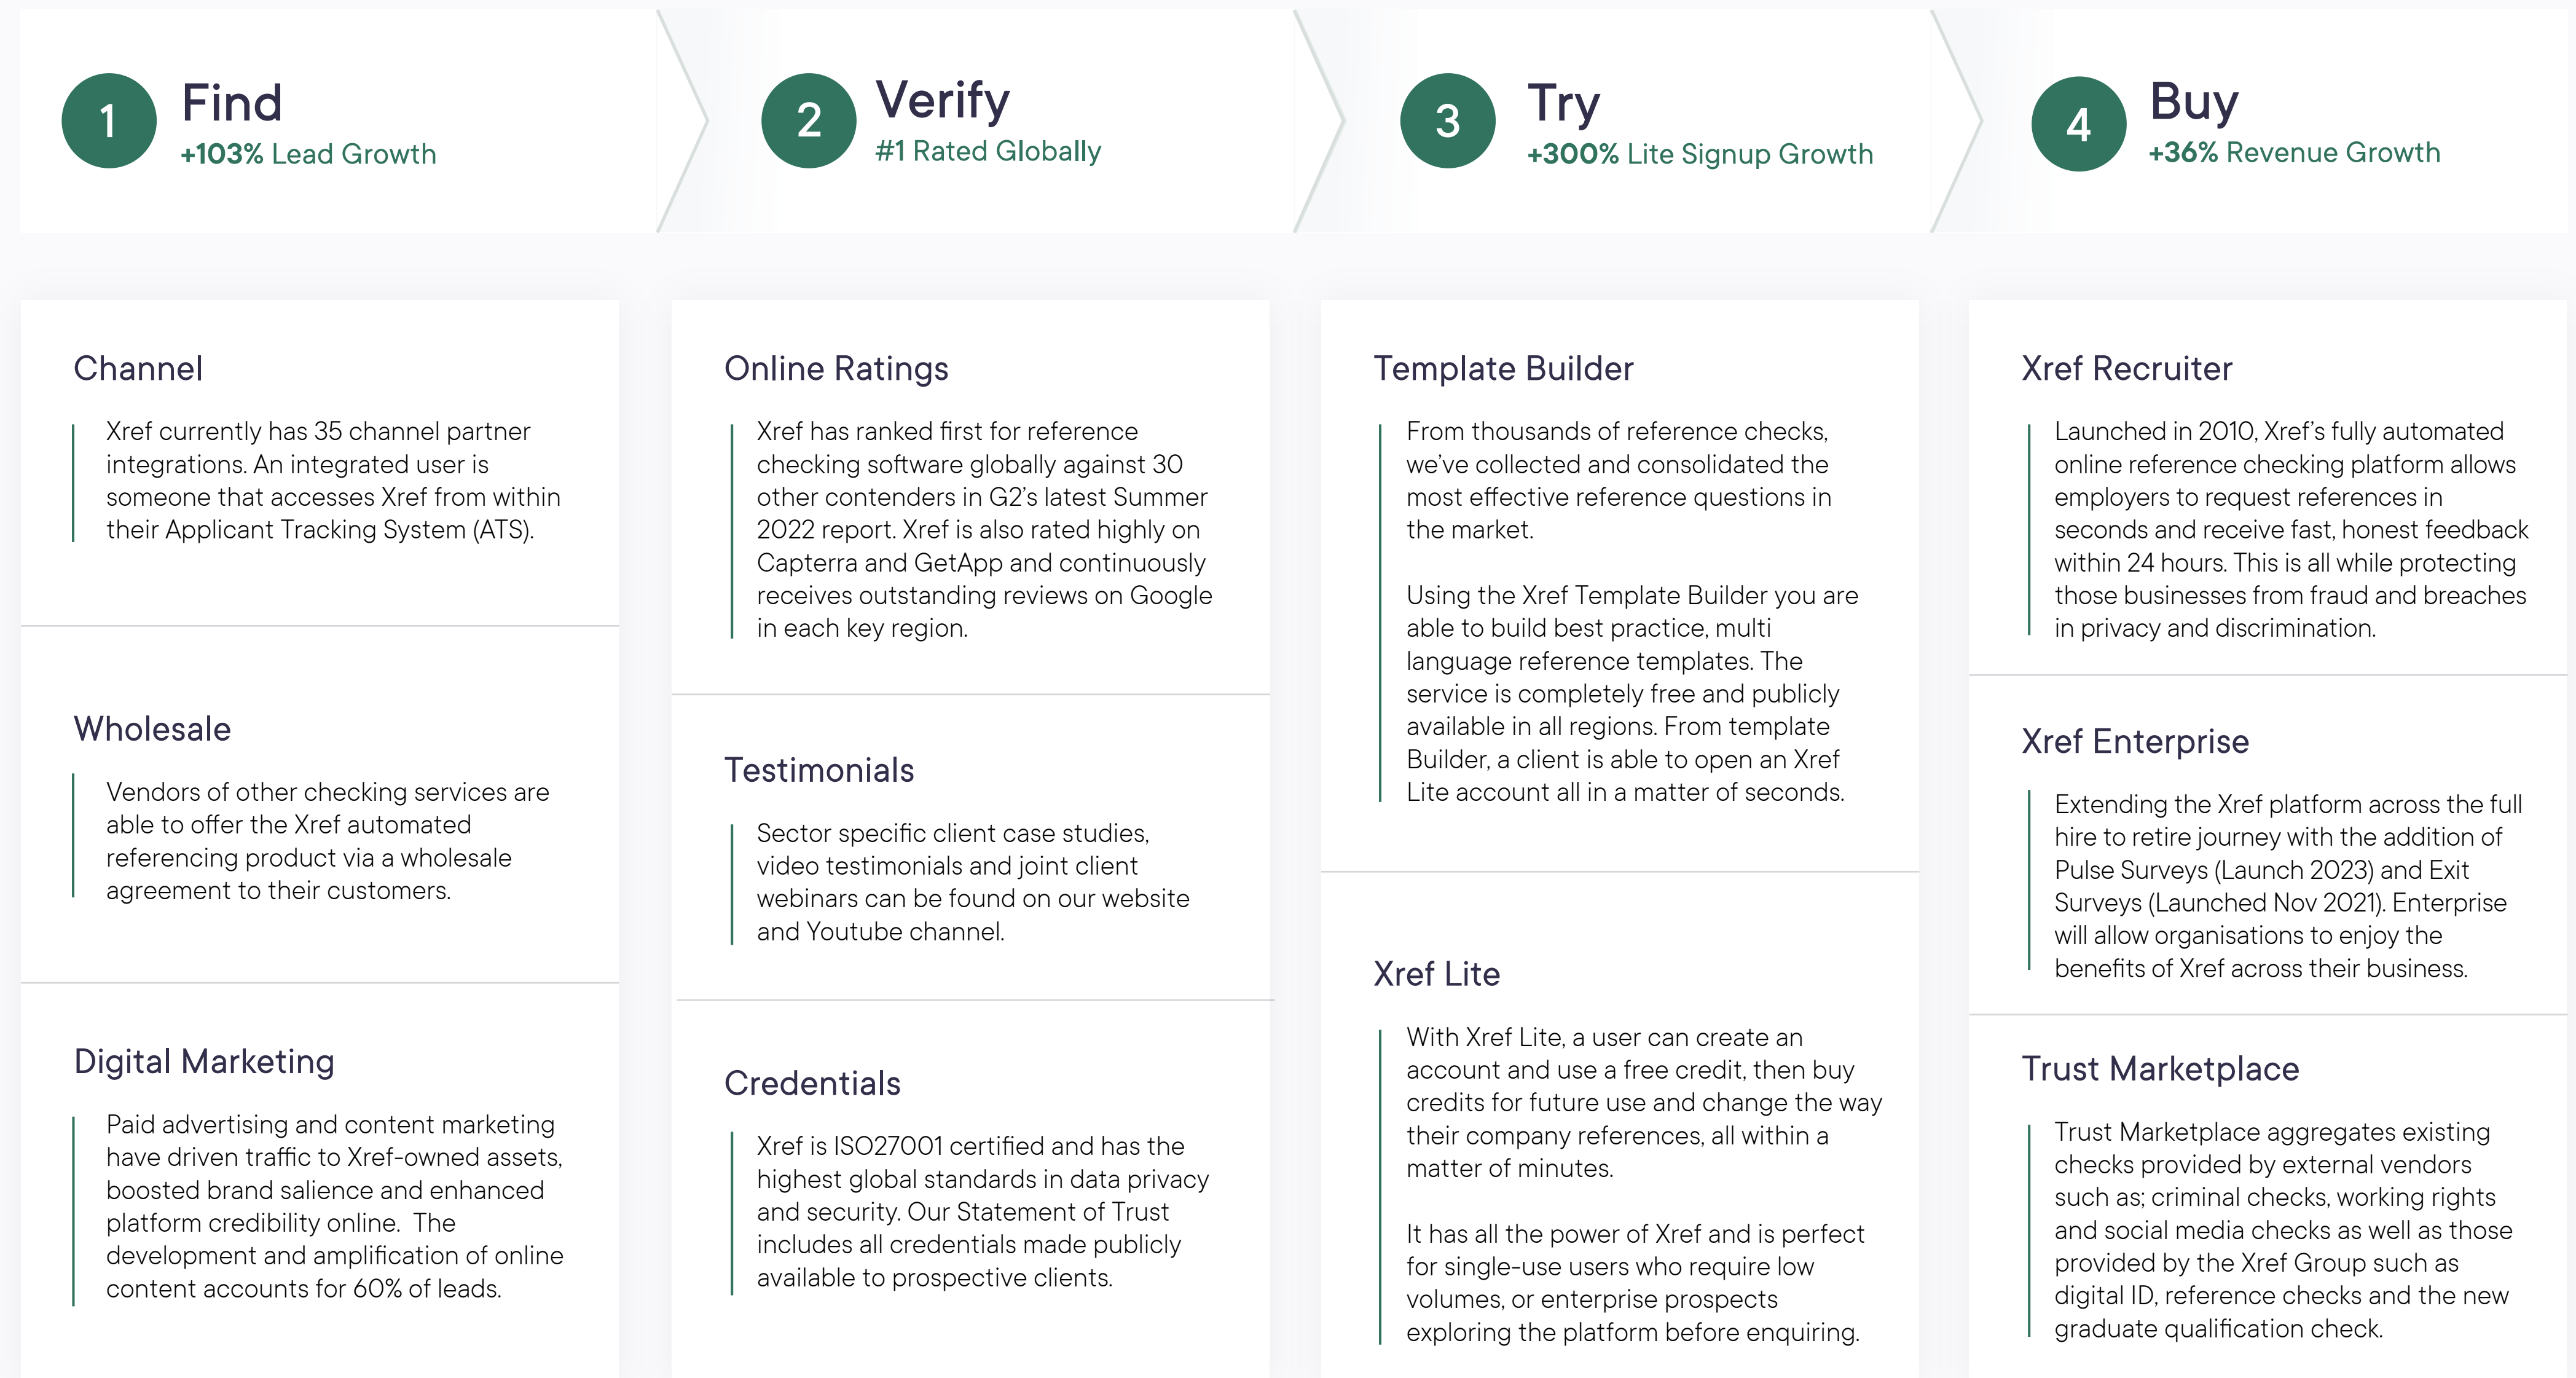 1
Find
+103% Lead Growth
2
Verify
#1 Rated Globally
3
Try
+300% Lite Signup Growth
4
Buy
+36% Revenue Growth
Channel
Xref currently has 35 channel partner
integrations. An integrated user is
someone that accesses Xref from within
their Applicant Tracking System (ATS).
Wholesale
Vendors of other checking services are
able to offer the Xref automated
referencing product via a wholesale
agreement to their customers.
Digital Marketing
Paid advertising and content marketing
have driven traffic to Xref-owned assets,
boosted brand salience and enhanced
platform credibility online.  The
development and amplification of online
content accounts for 60% of leads.
Online Ratings
Xref has ranked first for reference
checking software globally against 30
other contenders in G2’s latest Summer
2022 report. Xref is also rated highly on
Capterra and GetApp and continuously
receives outstanding reviews on Google
in each key region.
Testimonials
Sector specific client case studies,
video testimonials and joint client
webinars can be found on our website
and Youtube channel.
Credentials
Xref is ISO27001 certified and has the
highest global standards in data privacy
and security. Our Statement of Trust
includes all credentials made publicly
available to prospective clients.
Template Builder
From thousands of reference checks,
we’ve collected and consolidated the
most effective reference questions in
the market.
Using the Xref Template Builder you are
able to build best practice, multi
language reference templates. The
service is completely free and publicly
available in all regions. From template
Builder, a client is able to open an Xref
Lite account all in a matter of seconds.
Xref Lite
With Xref Lite, a user can create an
account and use a free credit, then buy
credits for future use and change the way
their company references, all within a
matter of minutes.
It has all the power of Xref and is perfect
for single-use users who require low
volumes, or enterprise prospects
exploring the platform before enquiring.
Xref Recruiter
Launched in 2010, Xref’s fully automated
online reference checking platform allows
employers to request references in
seconds and receive fast, honest feedback
within 24 hours. This is all while protecting
those businesses from fraud and breaches
in privacy and discrimination.
Xref Enterprise
Extending the Xref platform across the full
hire to retire journey with the addition of
Pulse Surveys (Launch 2023) and Exit
Surveys (Launched Nov 2021). Enterprise
will allow organisations to enjoy the
benefits of Xref across their business.
Trust Marketplace
Trust Marketplace aggregates existing
checks provided by external vendors
such as; criminal checks, working rights
and social media checks as well as those
provided by the Xref Group such as
digital ID, reference checks and the new
graduate qualification check.